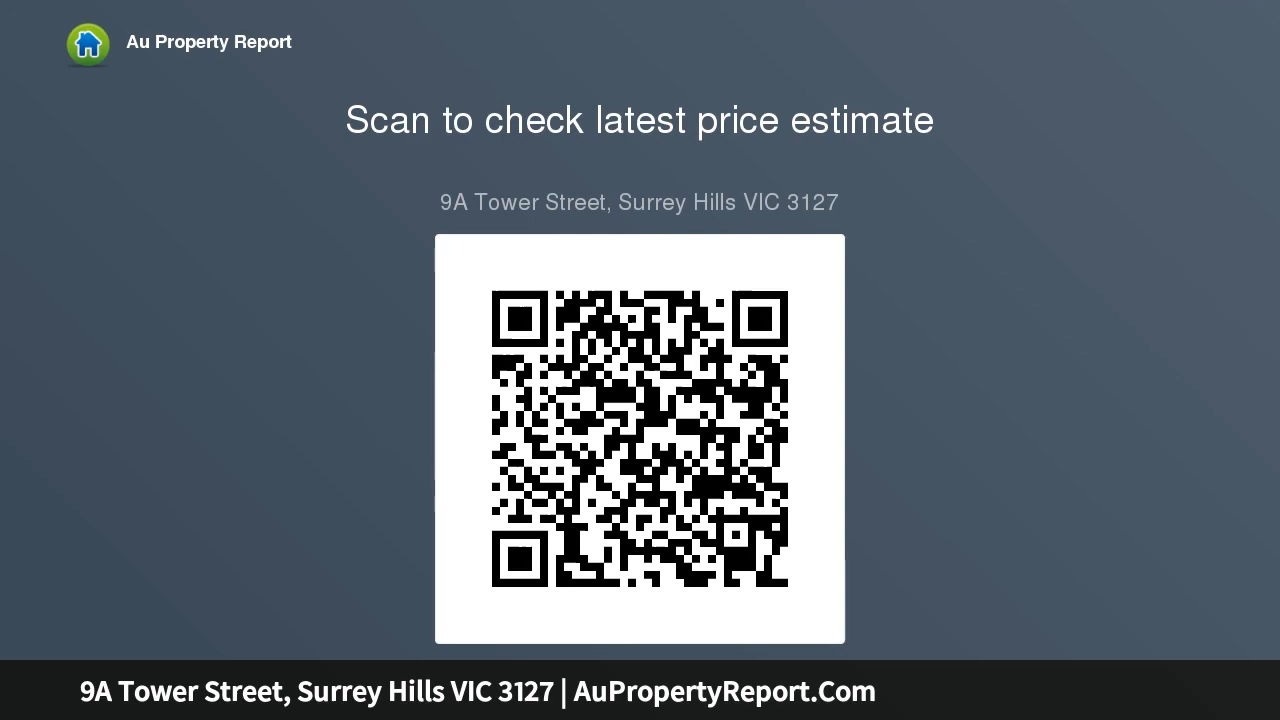 Au Property Report
Scan to check latest price estimate
9A Tower Street, Surrey Hills VIC 3127
9A Tower Street, Surrey Hills VIC 3127 | AuPropertyReport.Com